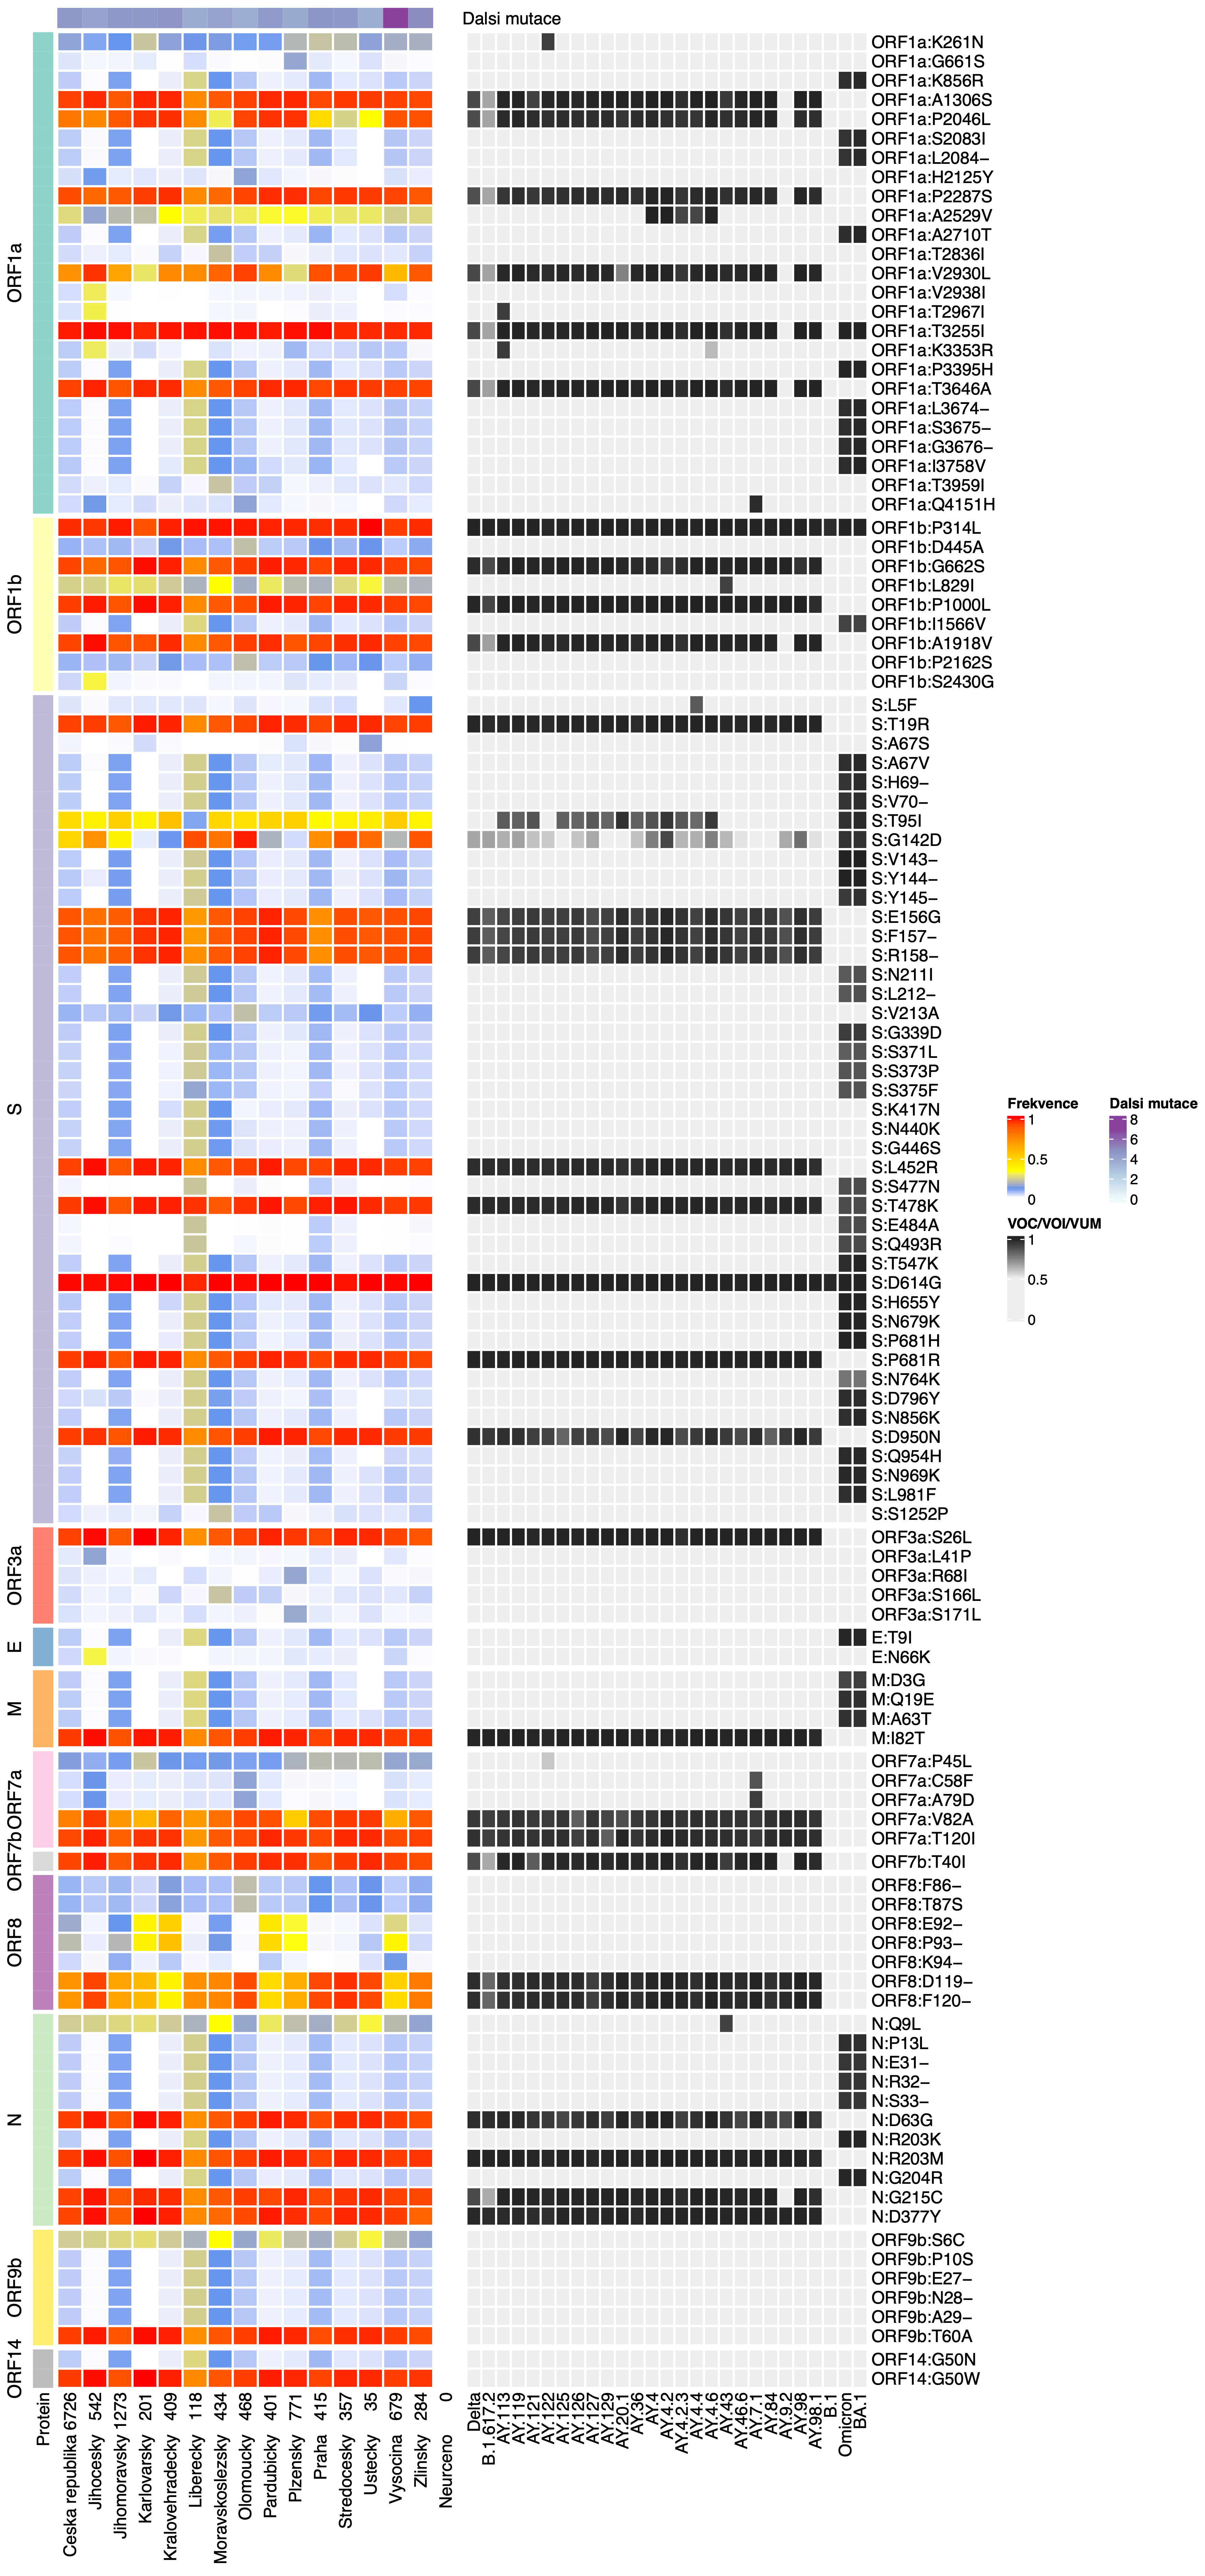 Dalsi mutace
ORF1a
ORF1b
S
ORF3a
E
M
ORF7a
ORF7b
ORF8
N
ORF9b
ORF14
ORF1a:K261N
ORF1a:G661S
ORF1a:K856R
ORF1a:A1306S
ORF1a:P2046L
ORF1a:S2083I
ORF1a:L2084−
ORF1a:H2125Y
ORF1a:P2287S
ORF1a:A2529V
ORF1a:A2710T
ORF1a:T2836I
ORF1a:V2930L
ORF1a:V2938I
ORF1a:T2967I
ORF1a:T3255I
ORF1a:K3353R
ORF1a:P3395H
ORF1a:T3646A
ORF1a:L3674−
ORF1a:S3675−
ORF1a:G3676−
ORF1a:I3758V
ORF1a:T3959I
ORF1a:Q4151H
ORF1b:P314L
ORF1b:D445A
ORF1b:G662S
ORF1b:L829I
ORF1b:P1000L
ORF1b:I1566V
ORF1b:A1918V
ORF1b:P2162S
ORF1b:S2430G
S:L5F
S:T19R
S:A67S
S:A67V
S:H69−
S:V70−
S:T95I
S:G142D
S:V143−
S:Y144−
S:Y145−
S:E156G
S:F157−
S:R158−
S:N211I
S:L212−
S:V213A
S:G339D
S:S371L
S:S373P
S:S375F
S:K417N
S:N440K
S:G446S
S:L452R
S:S477N
S:T478K
S:E484A
S:Q493R
S:T547K
S:D614G
S:H655Y
S:N679K
S:P681H
S:P681R
S:N764K
S:D796Y
S:N856K
S:D950N
S:Q954H
S:N969K
S:L981F
S:S1252P
ORF3a:S26L
ORF3a:L41P
ORF3a:R68I
ORF3a:S166L
ORF3a:S171L
E:T9I
E:N66K
M:D3G
M:Q19E
M:A63T
M:I82T
ORF7a:P45L
ORF7a:C58F
ORF7a:A79D
ORF7a:V82A
ORF7a:T120I
ORF7b:T40I
ORF8:F86−
ORF8:T87S
ORF8:E92−
ORF8:P93−
ORF8:K94−
ORF8:D119−
ORF8:F120−
N:Q9L
N:P13L
N:E31−
N:R32−
N:S33−
N:D63G
N:R203K
N:R203M
N:G204R
N:G215C
N:D377Y
ORF9b:S6C
ORF9b:P10S
ORF9b:E27−
ORF9b:N28−
ORF9b:A29−
ORF9b:T60A
ORF14:G50N
ORF14:G50W
Frekvence
1
0.5
0
Dalsi mutace
8
6
4
2
0
VOC/VOI/VUM
1
0.5
0
Protein
Ceska republika 6726
Jihocesky 542
Jihomoravsky 1273
Karlovarsky 201
Kralovehradecky 409
Liberecky 118
Moravskoslezsky 434
Olomoucky 468
Pardubicky 401
Plzensky 771
Praha 415
Stredocesky 357
Ustecky 35
Vysocina 679
Zlinsky 284
Neurceno 0
Delta
B.1.617.2
AY.113
AY.119
AY.121
AY.122
AY.125
AY.126
AY.127
AY.129
AY.20.1
AY.36
AY.4
AY.4.2
AY.4.2.3
AY.4.4
AY.4.6
AY.43
AY.46.6
AY.7.1
AY.84
AY.9.2
AY.98
AY.98.1
B.1
Omicron
BA.1